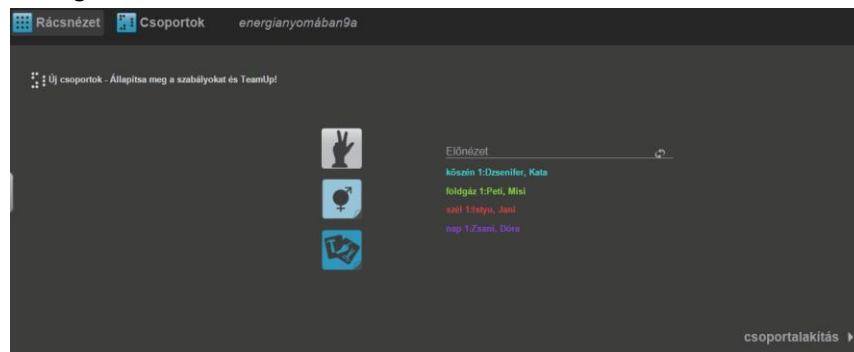 Rácsnézet Csoportok energianyomában9a
Új csoportok - Állapítsa meg a szabályokat és TeamUp!
Előnézet
kőszén 1:Dzsenifer, Kata
földgáz 1:Peti, Misi
szél 1:Istyu, Jani
nap 1:Zsani, Dóra
csoportalakítás